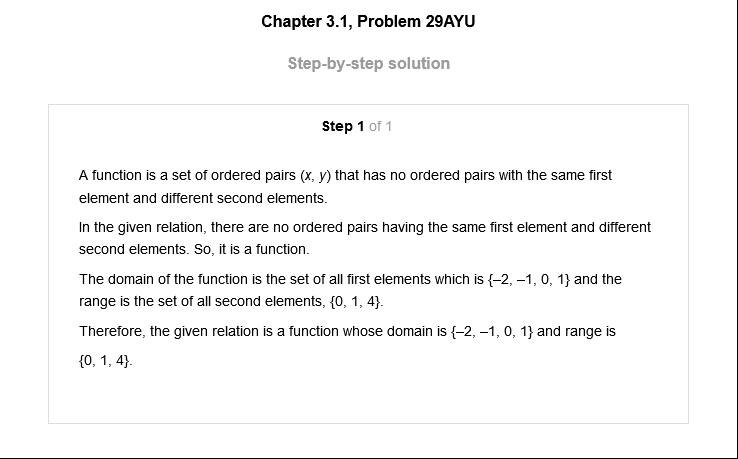 Chapter 3.1, Problem 29AYU
Step-by-step solution
Step 1 of 1
A function is a set of ordered pairs (x, y) that has no ordered pairs with the same first
element and different second elements.
In the given relation, there are no ordered pairs having the same first element and different
second elements. So, it is a function.
The domain of the function is the set of all first elements which is {–2, –1, 0, 1} and the
range is the set of all second elements, {0, 1, 4}.
Therefore, the given relation is a function whose domain is {–2, –1, 0, 1} and range is
{0, 1, 4}.